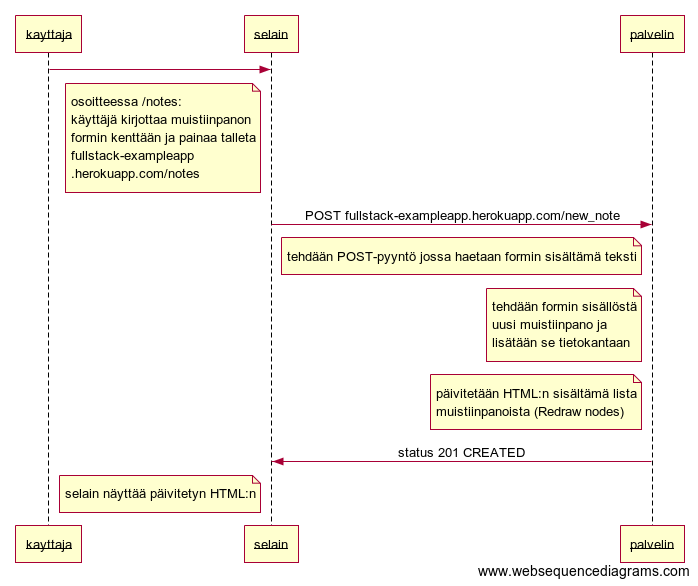 kayttaja
selain
palvelin
osoitteessa /notes:
käyttäjä kirjottaa muistiinpanon
formin kenttään ja painaa talleta
fullstack-exampleapp
.herokuapp.com/notes
POST fullstack-exampleapp.herokuapp.com/new_note
tehdään POST-pyyntö jossa haetaan formin sisältämä teksti
tehdään formin sisällöstä
uusi muistiinpano ja
lisätään se tietokantaan
päivitetään HTML:n sisältämä lista
muistiinpanoista (Redraw nodes)
status 201 CREATED
selain näyttää päivitetyn HTML:n
kayttaja
selain
palvelin
www.websequencediagrams.com